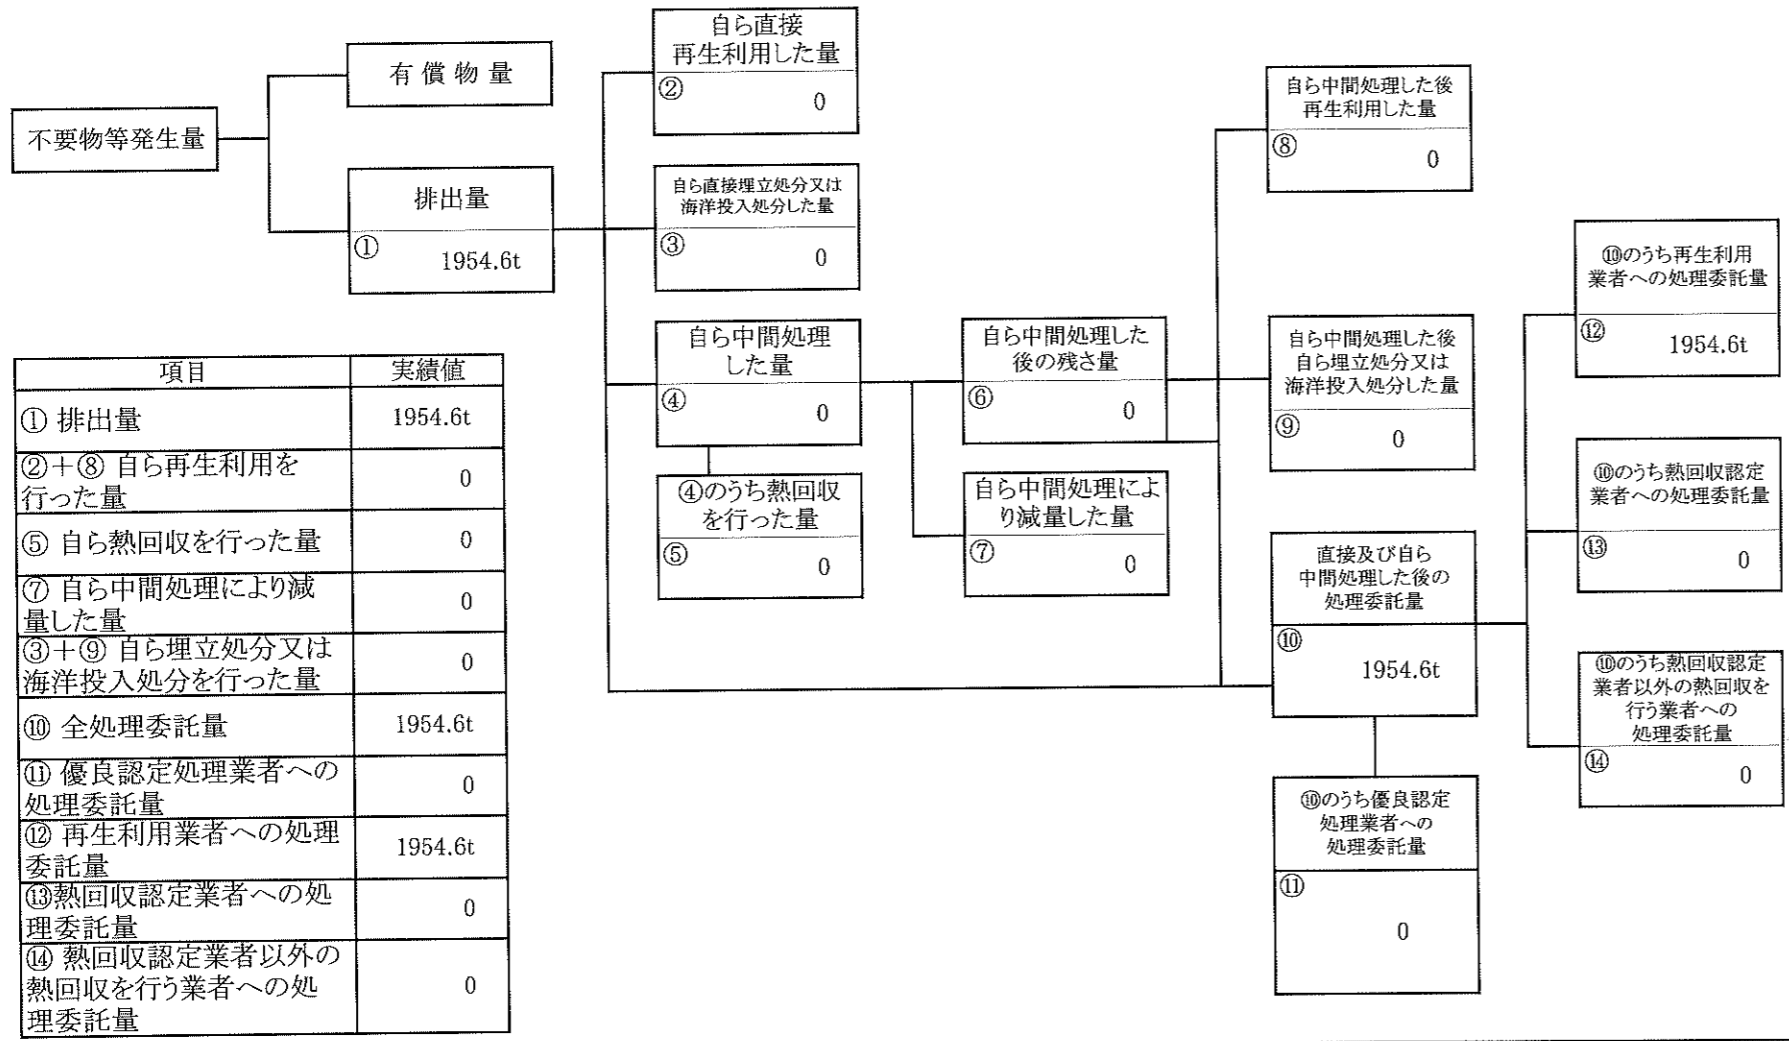 不要物等発生量
有償物量
排出量
①
1954.6t
自ら直接
再生利用した量
②
0
自ら直接埋立処分又は
海洋投入処分した量
③
0
自ら中間処理
した量
④
0
④のうち熱回収
を行った量
⑤
0
自ら中間処理した
後の残さ量
⑥
0
自ら中間処理によ
り減量した量
⑦
0
自ら中間処理した後
再生利用した量
⑧
0
自ら中間処理した後
自ら埋立処分又は
海洋投入処分した量
⑨
0
直接及び自ら
中間処理した後の
処理委託量
⑩
1954.6t
⑩のうち優良認定
処理業者への
処理委託量
⑪
0
⑩のうち再生利用
業者への処理委託量
⑫
1954.6t
⑩のうち熱回収認定
業者への処理委託量
⑬
0
⑩のうち熱回収認定
業者以外の熱回収を
行う業者への
処理委託量
⑭
0
項目 実績値
① 排出量 1954.6t
②＋⑧ 自ら再生利用を
行った量 0
⑤ 自ら熱回収を行った量 0
⑦ 自ら中間処理により減
量した量 0
③＋⑨ 自ら埋立処分又は
海洋投入処分を行った量 0
⑩ 全処理委託量 1954.6t
⑪ 優良認定処理業者への
処理委託量 0
⑫ 再生利用業者への処理
委託量 1954.6t
⑬熱回収認定業者への処
理委託量 0
⑭ 熱回収認定業者以外の
熱回収を行う業者への処
理委託量 0